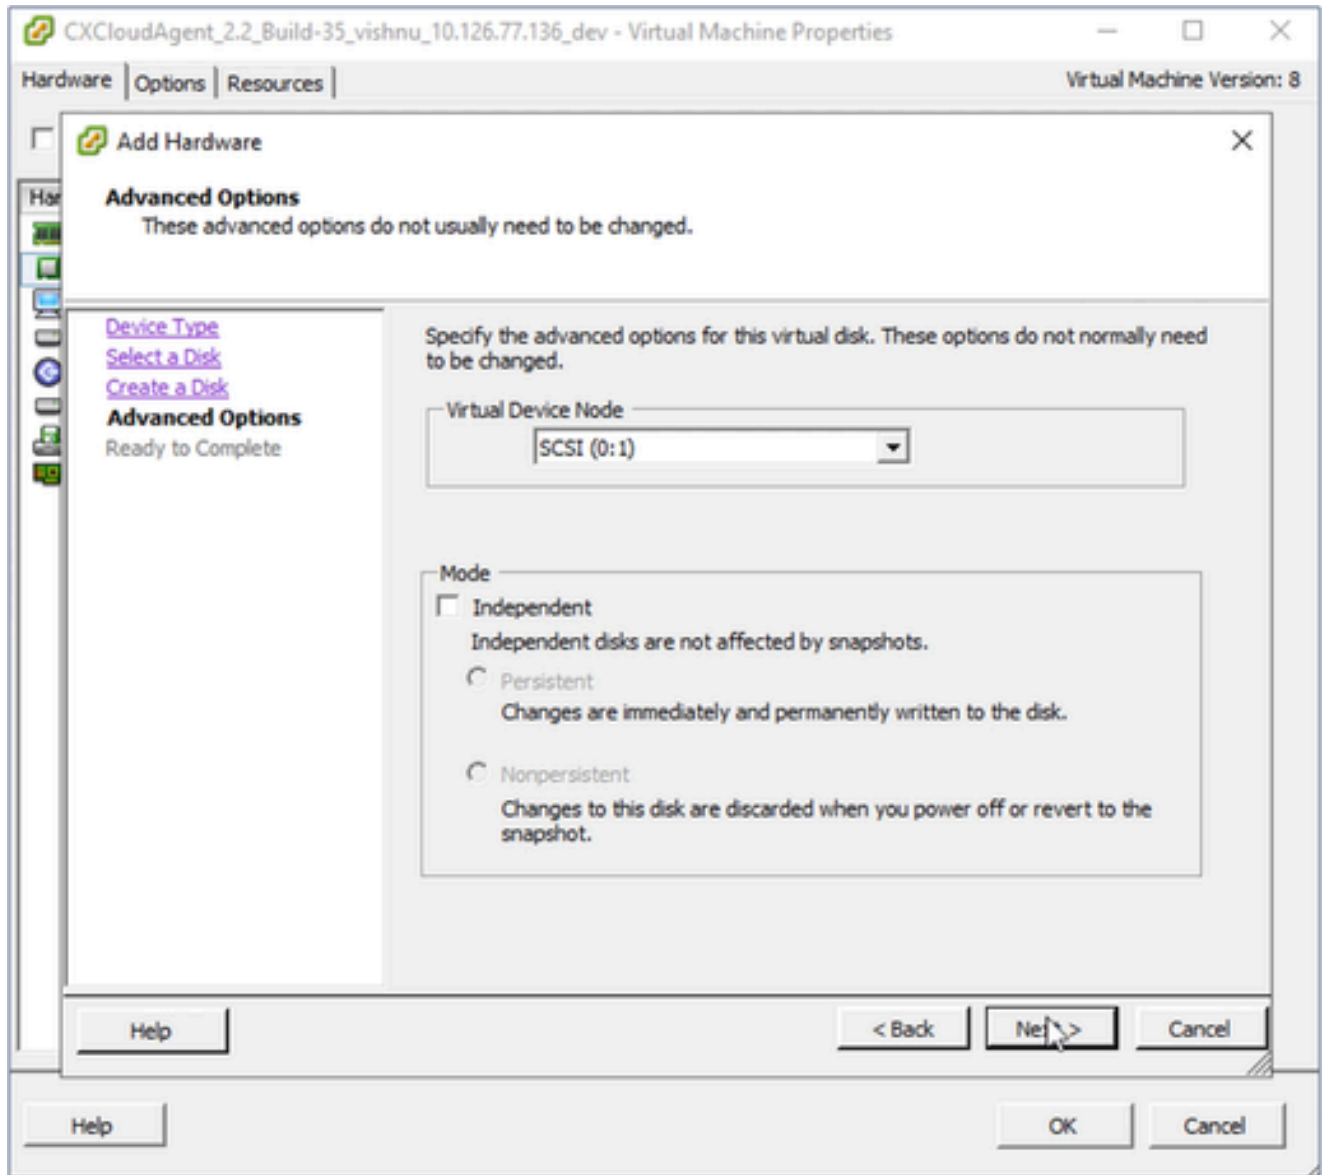 CXCloudAgent_2.2_Build-35_vishnu_10.126.77.136_dev - Virtual Machine Properties
Hardware Options Resources Virtual Machine Version: 8
Add Hardware
Har
Advanced Options
These advanced options do not usually need to be changed.
Device Type
Select a Disk
Create a Disk
Advanced Options
Ready to Complete
Specify the advanced options for this virtual disk. These options do not normally need
to be changed.
Virtual Device Node
SCSI (0:1)
Mode
Independent
Independent disks are not affected by snapshots.
Persistent
Changes are immediately and permanently written to the disk.
Nonpersistent
Changes to this disk are discarded when you power off or revert to the
snapshot.
Help < Back Next > Cancel
Help OK Cancel